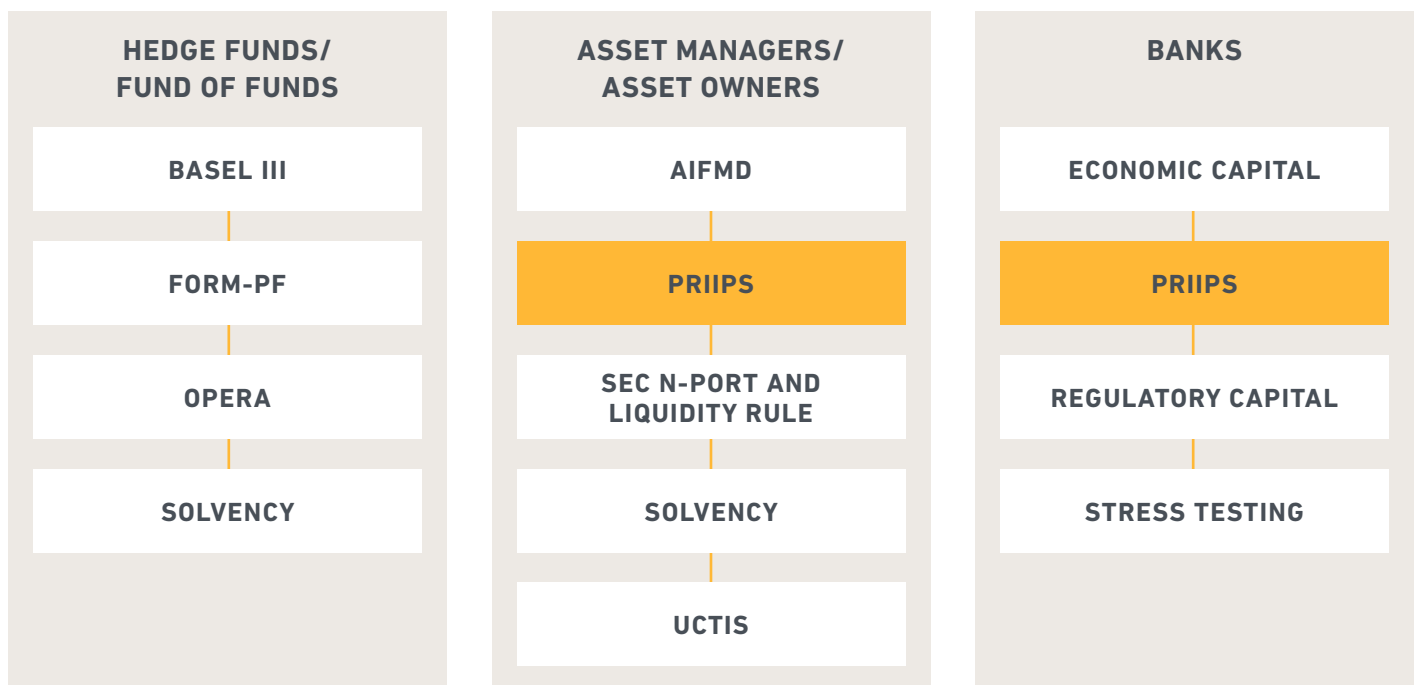 HEDGE FUNDS/
FUND OF FUNDS
BASEL III
FORM-PF
OPERA
SOLVENCY
ASSET MANAGERS/
ASSET OWNERS
AIFMD
PRIIPS
SEC N-PORT AND
LIQUIDITY RULE
SOLVENCY
UCTIS
BANKS
ECONOMIC CAPITAL
PRIIPS
REGULATORY CAPITAL
STRESS TESTING